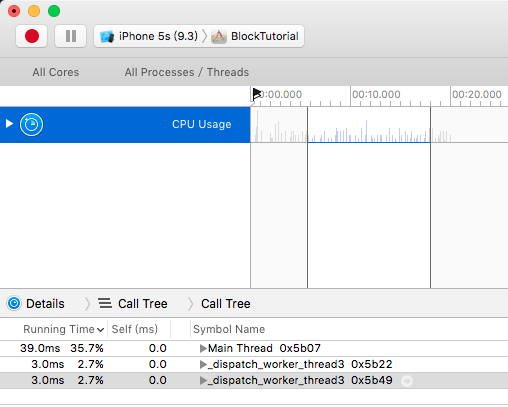 iPhone 5s (9.3) BlockTutorial
All Cores All Processes / Threads
00:00.000 00:10.000 00:20.000
CPU Usage
Details Call Tree Call Tree
Running Time Self (ms) Symbol Name
39.0ms 35.7% 0.0 Main Thread 0x5b07
3.0ms 2.7% 0.0 _dispatch_worker_thread3 0x5b22
3.0ms 2.7% 0.0 _dispatch_worker_thread3 0x5b49